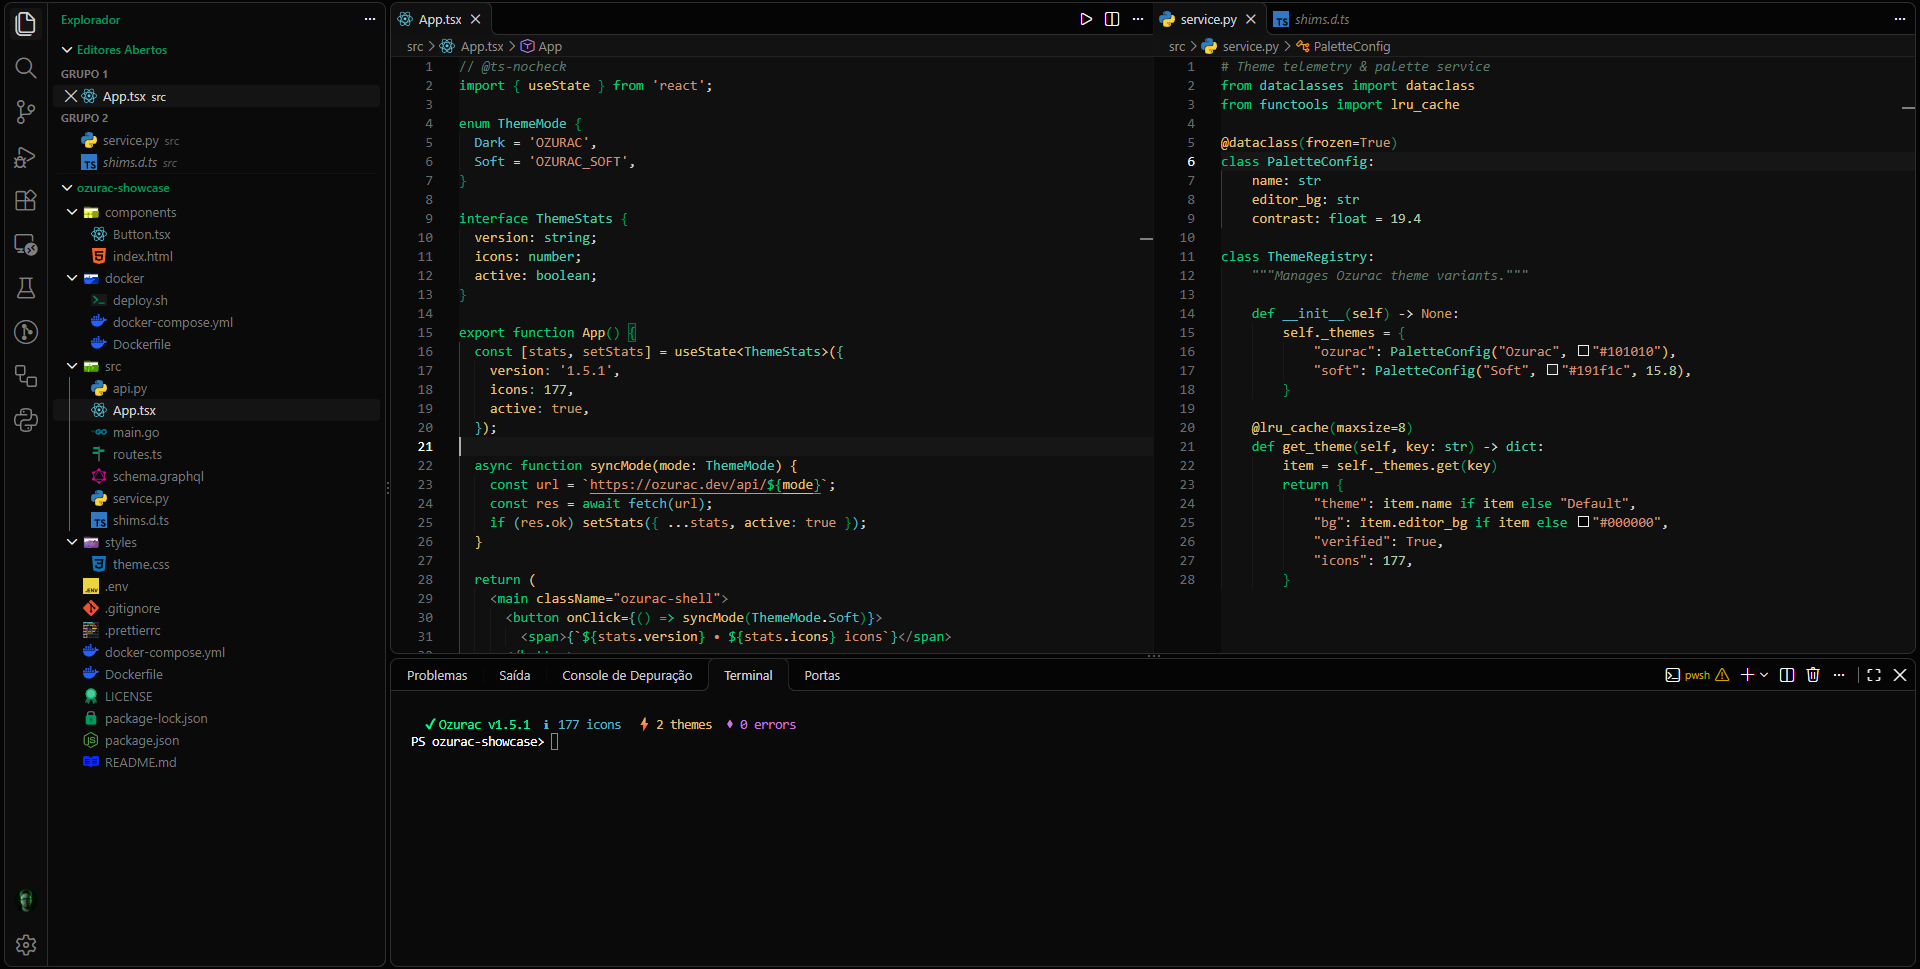 Explorador
Editores Abertos
GRUPO 1
App.tsx src
GRUPO 2
service.py src
shims.d.ts src
ozurac-showcase
components
Button.tsx
index.html
docker
deploy.sh
docker-compose.yml
Dockerfile
src
api.py
App.tsx
main.go
routes.ts
schema.graphql
service.py
shims.d.ts
styles
theme.css
.env
.gitignore
.prettierrc
docker-compose.yml
Dockerfile
LICENSE
package-lock.json
package.json
README.md
App.tsx
src > App.tsx > App
1 // @ts-nocheck
2 import { useState } from 'react';
3
4 enum ThemeMode {
5 Dark = 'OZURAC',
6 Soft = 'OZURAC_SOFT',
7 }
8
9 interface ThemeStats {
10 version: string;
11 icons: number;
12 active: boolean;
13 }
14
15 export function App() {
16 const [stats, setStats] = useState<ThemeStats>({
17 version: '1.5.1',
18 icons: 177,
19 active: true,
20 });
21
22 async function syncMode(mode: ThemeMode) {
23 const url = `https://ozurac.dev/api/${mode}`;
24 const res = await fetch(url);
25 if (res.ok) setStats({ ...stats, active: true });
26 }
27
28 return (
29 <main className="ozurac-shell">
30 <button onClick={() => syncMode(ThemeMode.Soft)}>
31 <span>{`${stats.version} • ${stats.icons} icons`}</span>
service.py
TS shims.d.ts
src > service.py > PaletteConfig
1 # Theme telemetry & palette service
2 from dataclasses import dataclass
3 from functools import lru_cache
4
5 @dataclass(frozen=True)
6 class PaletteConfig:
7 name: str
8 editor_bg: str
9 contrast: float = 19.4
10
11 class ThemeRegistry:
12 """Manages Ozurac theme variants."""
13
14 def __init__(self) -> None:
15 self._themes = {
16 "ozurac": PaletteConfig("Ozurac", "#101010"),
17 "soft": PaletteConfig("Soft", "#191f1c", 15.8),
18 }
19
20 @lru_cache(maxsize=8)
21 def get_theme(self, key: str) -> dict:
22 item = self._themes.get(key)
23 return {
24 "theme": item.name if item else "Default",
25 "bg": item.editor_bg if item else "#000000",
26 "verified": True,
27 "icons": 177,
28 }
Problemas Saída Console de Depuração Terminal Portas
pwsh
✓ Ozurac v1.5.1 ℹ 177 icons ⚡ 2 themes ♦ 0 errors
PS ozurac-showcase>